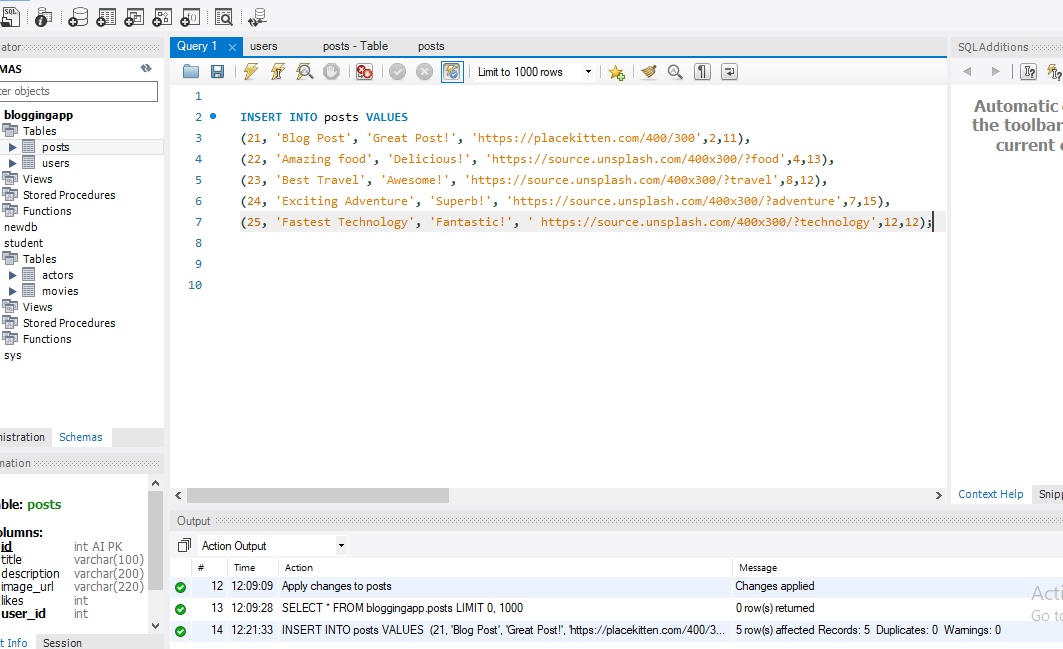 SQL
Query 1 × users posts - Table posts
ator
MAS
er objects
bloggingapp
Tables
posts
users
Views
Stored Procedures
Functions
newdb
student
Tables
actors
movies
Views
Stored Procedures
Functions
sys
nistration Schemas
mation
ble: posts
olumns:
id int AI PK
title varchar(100)
description varchar(200)
image_url varchar(220)
likes int
user_id int
t Info Session
Limit to 1000 rows
1
2 INSERT INTO posts VALUES
3 (21, 'Blog Post', 'Great Post!', 'https://placekitten.com/400/300',2,11),
4 (22, 'Amazing food', 'Delicious!', 'https://source.unsplash.com/400x300/?food',4,13),
5 (23, 'Best Travel', 'Awesome!', 'https://source.unsplash.com/400x300/?travel',8,12),
6 (24, 'Exciting Adventure', 'Superb!', 'https://source.unsplash.com/400x300/?adventure',7,15),
7 (25, 'Fastest Technology', 'Fantastic!', ' https://source.unsplash.com/400x300/?technology',12,12);
8
9
10
Output
Action Output
# Time Action Message
12 12:09:09 Apply changes to posts Changes applied
13 12:09:28 SELECT * FROM bloggingapp.posts LIMIT 0, 1000 0 row(s) returned
14 12:21:33 INSERT INTO posts VALUES (21, 'Blog Post', 'Great Post!', 'https://placekitten.com/400/3... 5 row(s) affected Records: 5 Duplicates: 0 Warnings: 0
SQLAdditions
Automatic
the toolbar
current
Context Help Snipp
Acti
Go to